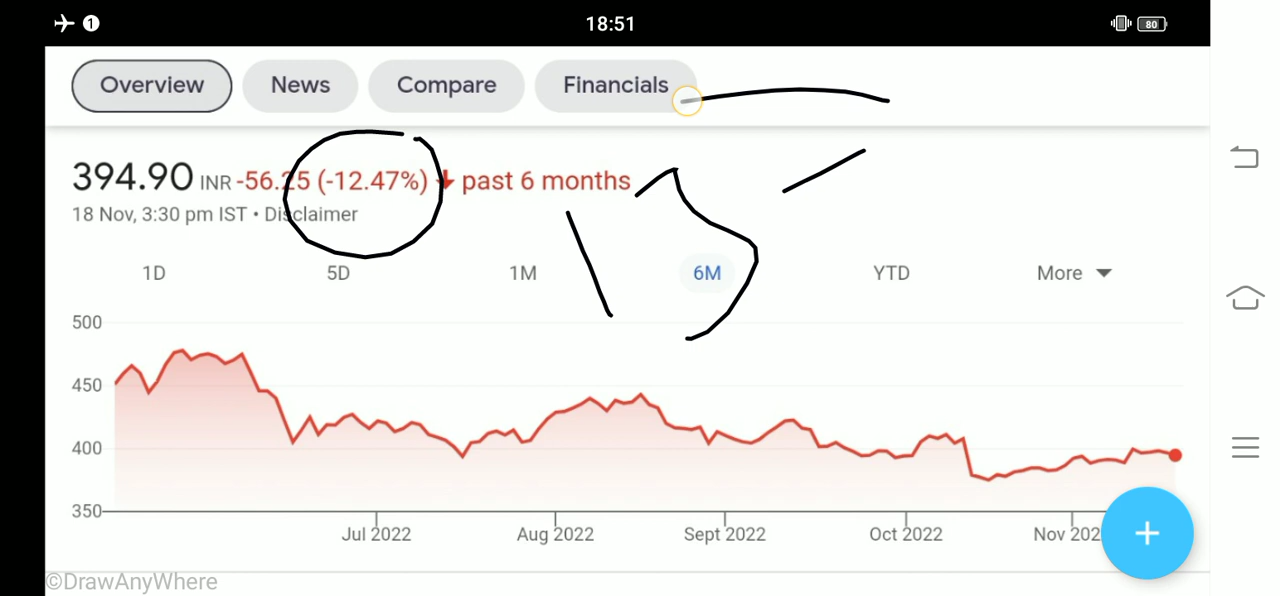 1 18:51 80
Overview News Compare Financials
394.90 INR -56.25 (-12.47%) past 6 months
18 Nov, 3:30 pm IST • Disclaimer
1D 5D 1M 6M YTD More
500
450
400
350
Jul 2022 Aug 2022 Sept 2022 Oct 2022 Nov 202
+
©DrawAnyWhere